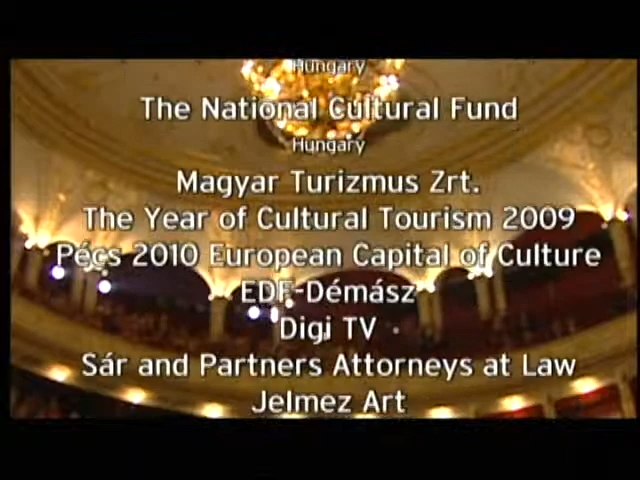 Hungary
The National Cultural Fund
Hungary
Magyar Turizmus Zrt.
The Year of Cultural Tourism 2009
Pécs 2010 European Capital of Culture
EDF-Démász
Digi TV
Sár and Partners Attorneys at Law
Jelmez Art